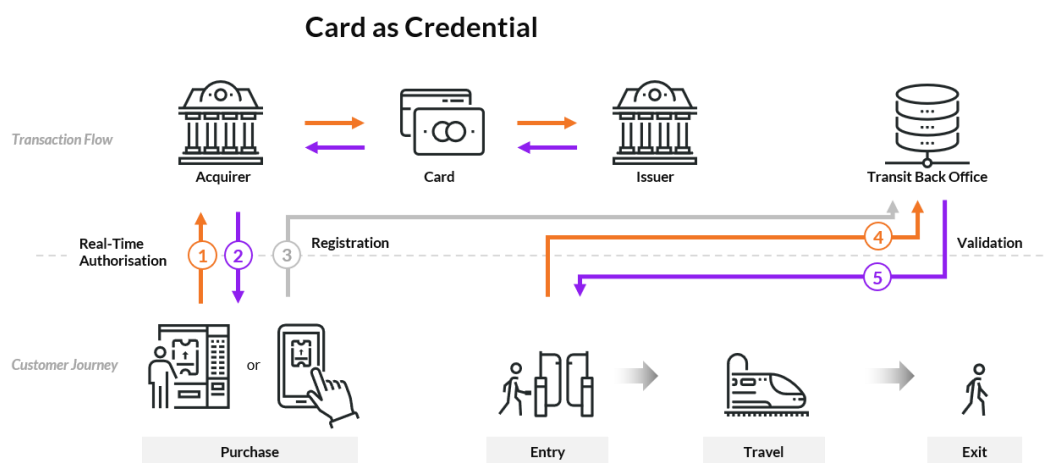 Card as Credential
Transaction Flow
Acquirer
Card
Issuer
Transit Back Office
Real-Time
Authorisation
1
2
3
Registration
4
Validation
5
Customer Journey
or
Purchase
Entry
Travel
Exit